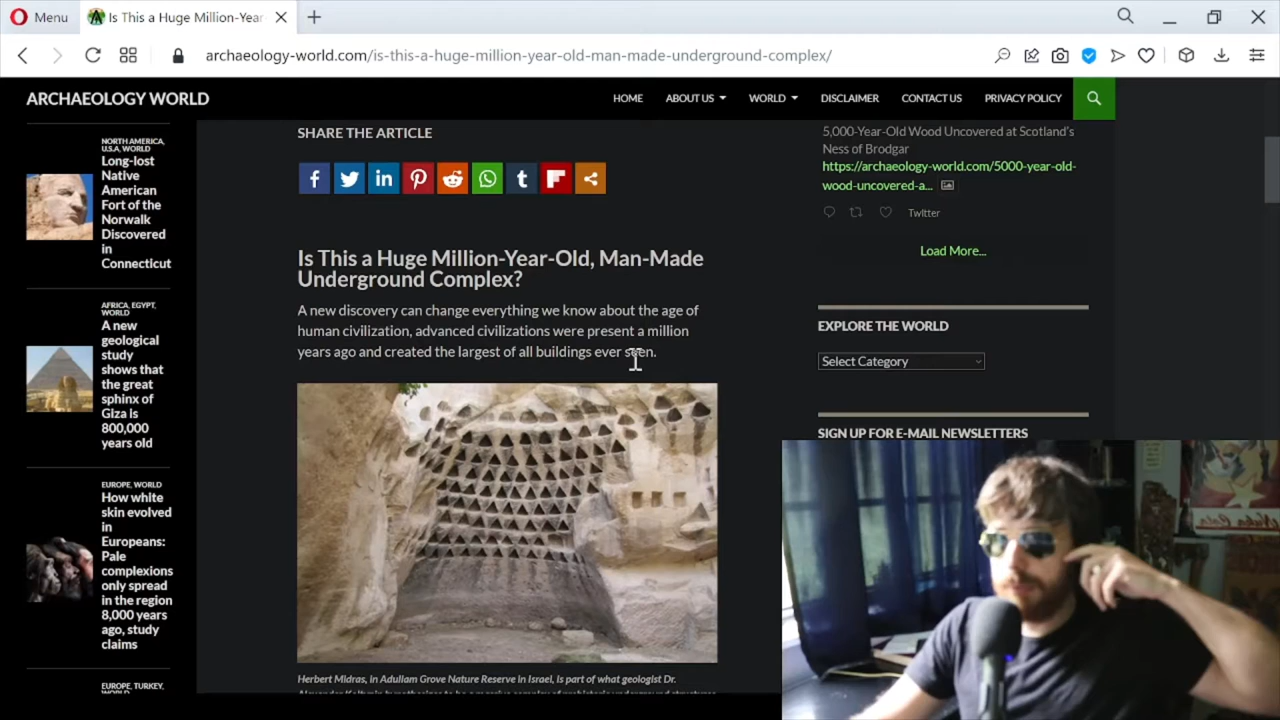 Menu
Is This a Huge Million-Year
archaeology-world.com/is-this-a-huge-million-year-old-man-made-underground-complex/
ARCHAEOLOGY WORLD
HOME
ABOUT US
WORLD
DISCLAIMER
CONTACT US
PRIVACY POLICY
NORTH AMERICA,
U.S.A, WORLD
Long-lost
Native
American
Fort of the
Norwalk
Discovered
in
Connecticut
AFRICA, EGYPT,
WORLD
A new
geological
study
shows that
the great
sphinx of
Giza is
800,000
years old
EUROPE, WORLD
How white
skin evolved
in
Europeans:
Pale
complexions
only spread
in the region
8,000 years
ago, study
claims
EUROPE, TURKEY,
WORLD
SHARE THE ARTICLE
Is This a Huge Million-Year-Old, Man-Made
Underground Complex?
A new discovery can change everything we know about the age of
human civilization, advanced civilizations were present a million
years ago and created the largest of all buildings ever seen.
Herbert Midras, in Adullam Grove Nature Reserve in Israel, is part of what geologist Dr.
5,000-Year-Old Wood Uncovered at Scotland's
Ness of Brodgar
https://archaeology-world.com/5000-year-old-
wood-uncovered-a...
Twitter
Load More...
EXPLORE THE WORLD
Select Category
SIGN UP FOR E-MAIL NEWSLETTERS
Nuka Cola